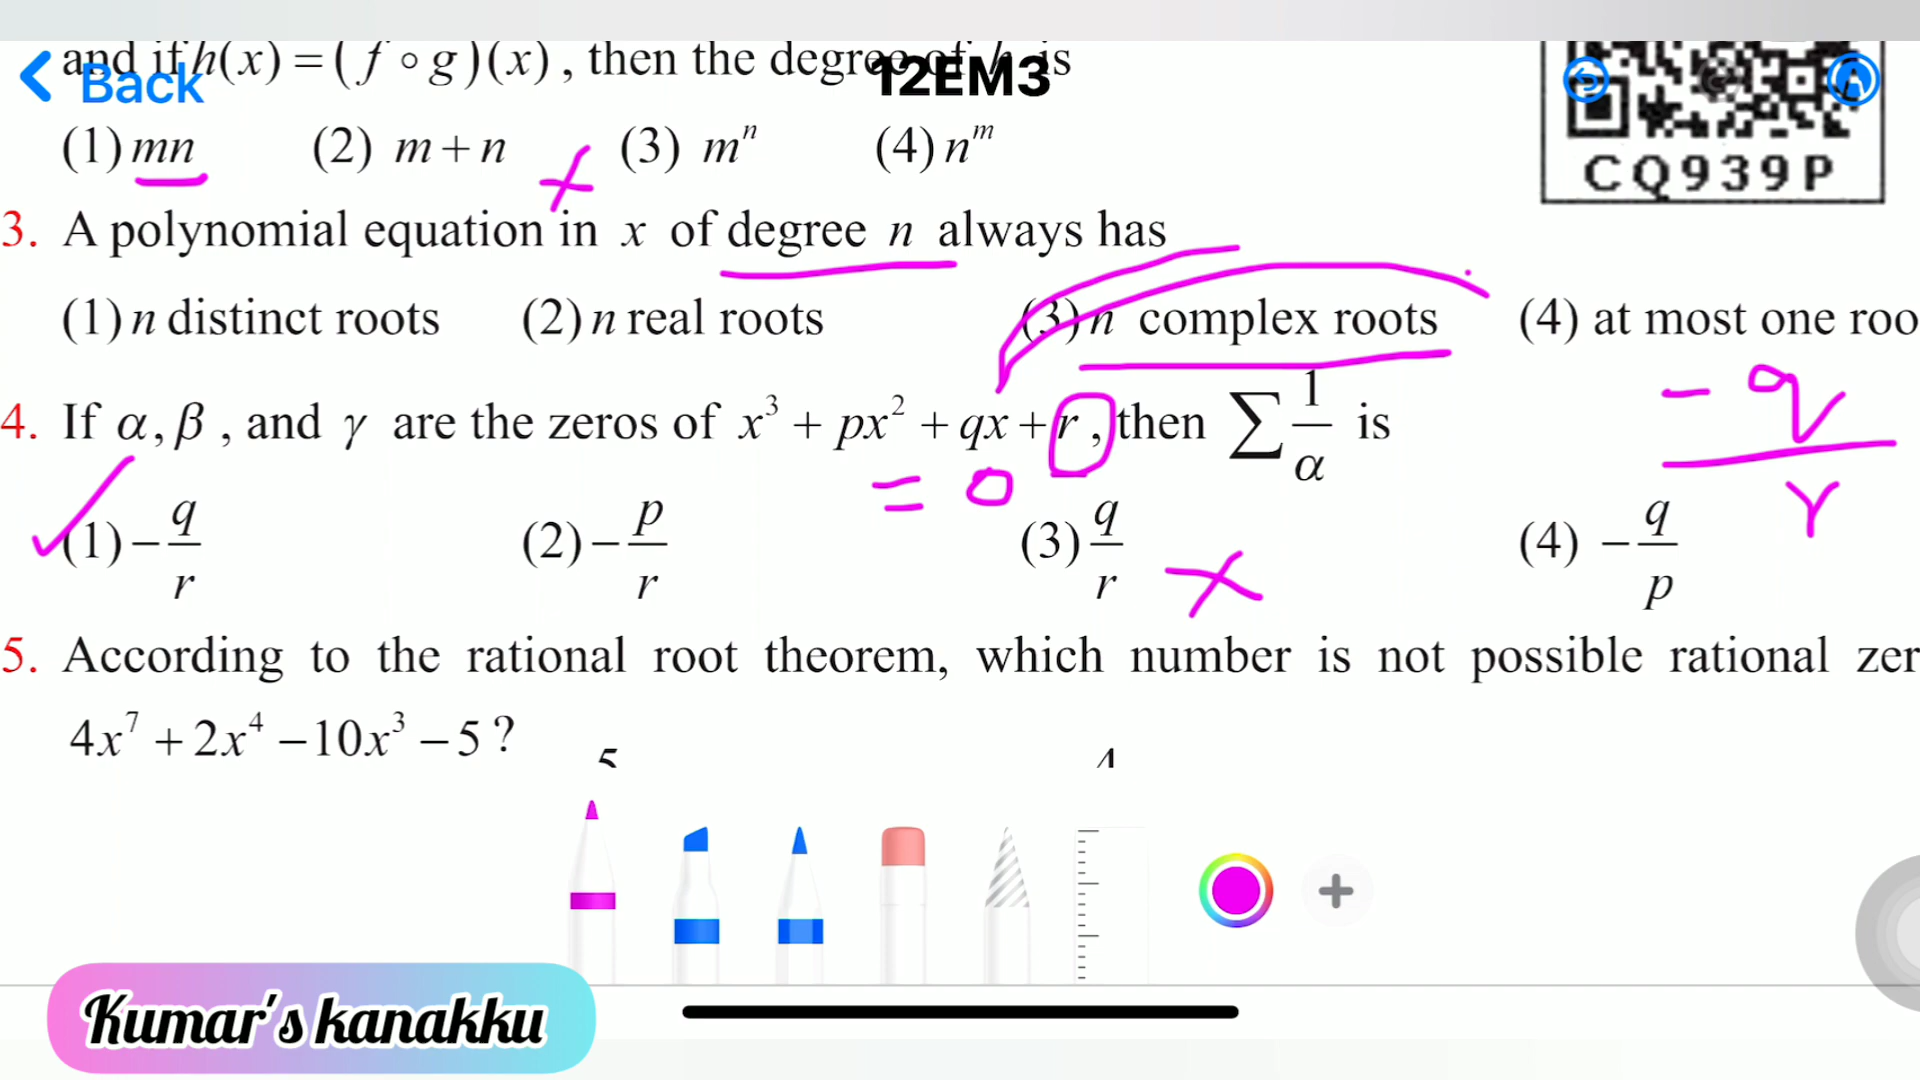 and if h(x) = (f ∘ g)(x), then the degree of h is
Back
12EM3
(1) mn (2) m + n (3) mⁿ (4) nᵐ
CQ939P
3. A polynomial equation in x of degree n always has
(1) n distinct roots (2) n real roots (3) n complex roots (4) at most one roo
4. If α, β, and γ are the zeros of x³ + px² + qx + r, then ∑ 1/α is
= 0
- q/r
(1) - q/r (2) - p/r (3) q/r (4) - q/p
5. According to the rational root theorem, which number is not possible rational zer
4x⁷ + 2x⁴ – 10x³ – 5 ?
Kumar's kanakku